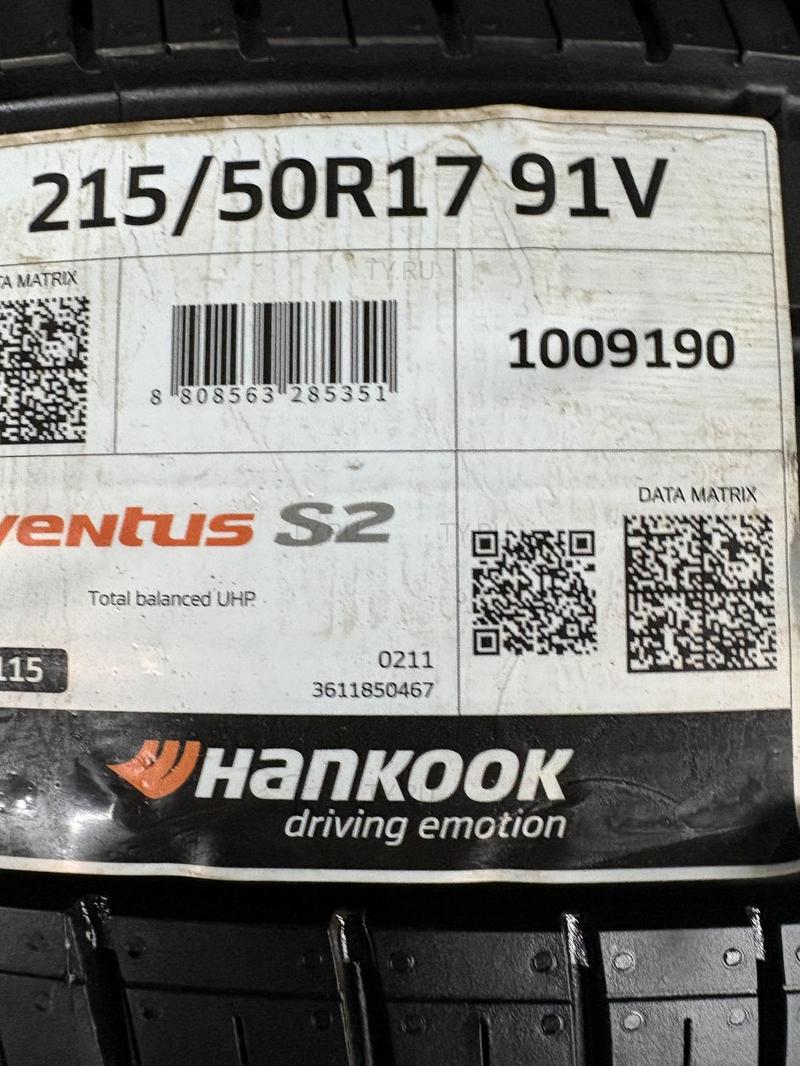 215/50R17 91V
TY.RU
TA MATRIX
8 808563 285351
1009190
ventus S2
DATA MATRIX
Total balanced UHP
115
0211
3611850467
Hankook
driving emotion